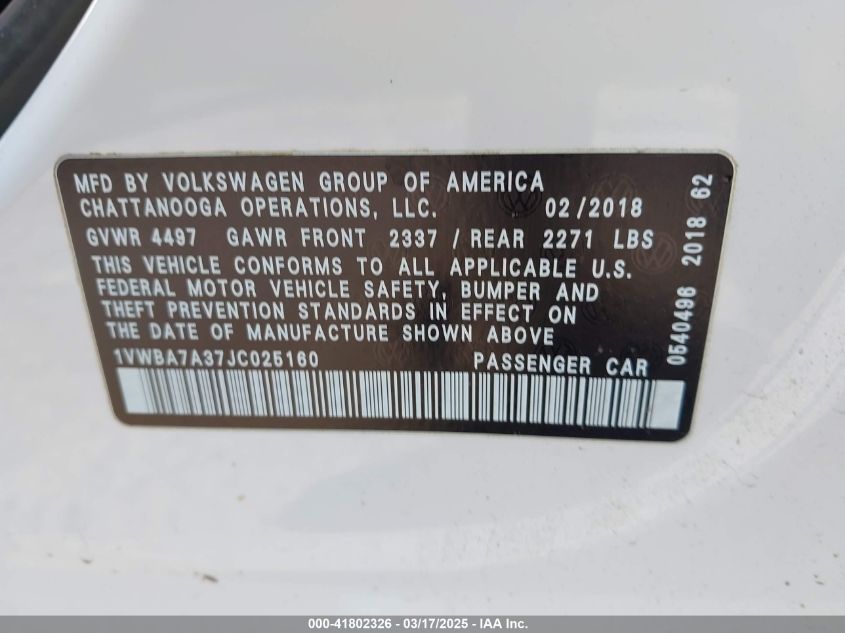 MFD BY VOLKSWAGEN GROUP OF AMERICA
CHATTANOOGA OPERATIONS, LLC. 02/2018
GVWR 4497 GAWR FRONT 2337 / REAR 2271 LBS
THIS VEHICLE CONFORMS TO ALL APPLICABLE U.S.
FEDERAL MOTOR VEHICLE SAFETY, BUMPER AND
THEFT PREVENTION STANDARDS IN EFFECT ON
THE DATE OF MANUFACTURE SHOWN ABOVE
1VWBA7A37JC025160 PASSENGER CAR
0540496 2018 62
000-41802326 - 03/17/2025 - IAAI Inc.